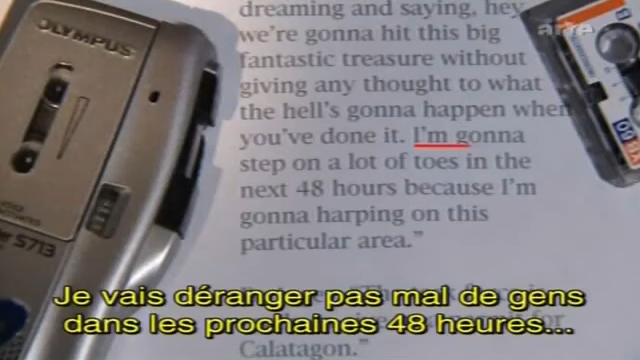 OLYMPUS
S713
dreaming and saying, hey
we're gonna hit this big
fantastic treasure without
giving any thought to what
the hell's gonna happen when
you've done it. I'm gonna
step on a lot of toes in the
next 48 hours because I'm
gonna harping on this
particular area."
Je vais déranger pas mal de gens
dans les prochaines 48 heures...
Calatagon."
arte
60